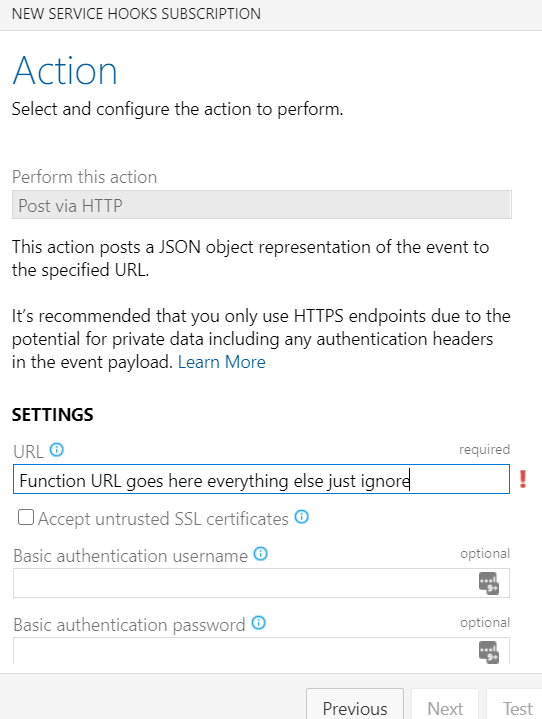 NEW SERVICE HOOKS SUBSCRIPTION
Action
Select and configure the action to perform.
Perform this action
Post via HTTP
This action posts a JSON object representation of the event to
the specified URL.
It's recommended that you only use HTTPS endpoints due to the
potential for private data including any authentication headers
in the event payload. Learn More
SETTINGS
URL required
Function URL goes here everything else just ignore
Accept untrusted SSL certificates
Basic authentication username optional
Basic authentication password optional
Previous Next Test